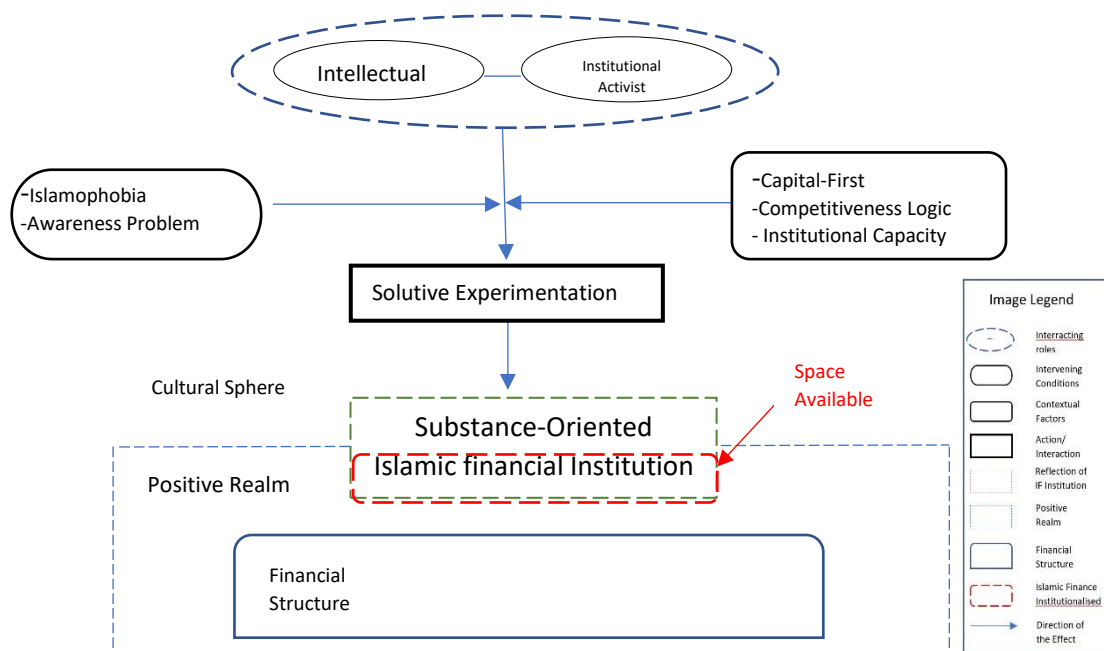 Intellectual
Institutional
Activist
-Islamophobia
-Awareness Problem
-Capital-First
-Competitiveness Logic
- Institutional Capacity
Solutive Experimentation
Cultural Sphere
Space
Available
Substance-Oriented
Islamic financial Institution
Positive Realm
Financial
Structure
Image Legend
Interracting
roles
Intervening
Conditions
Contextual
Factors
Action/
Interaction
Reflection of
IF Institution
Positive
Realm
Financial
Structure
Islamic Finance
Institutionalised
Direction of
the Effect